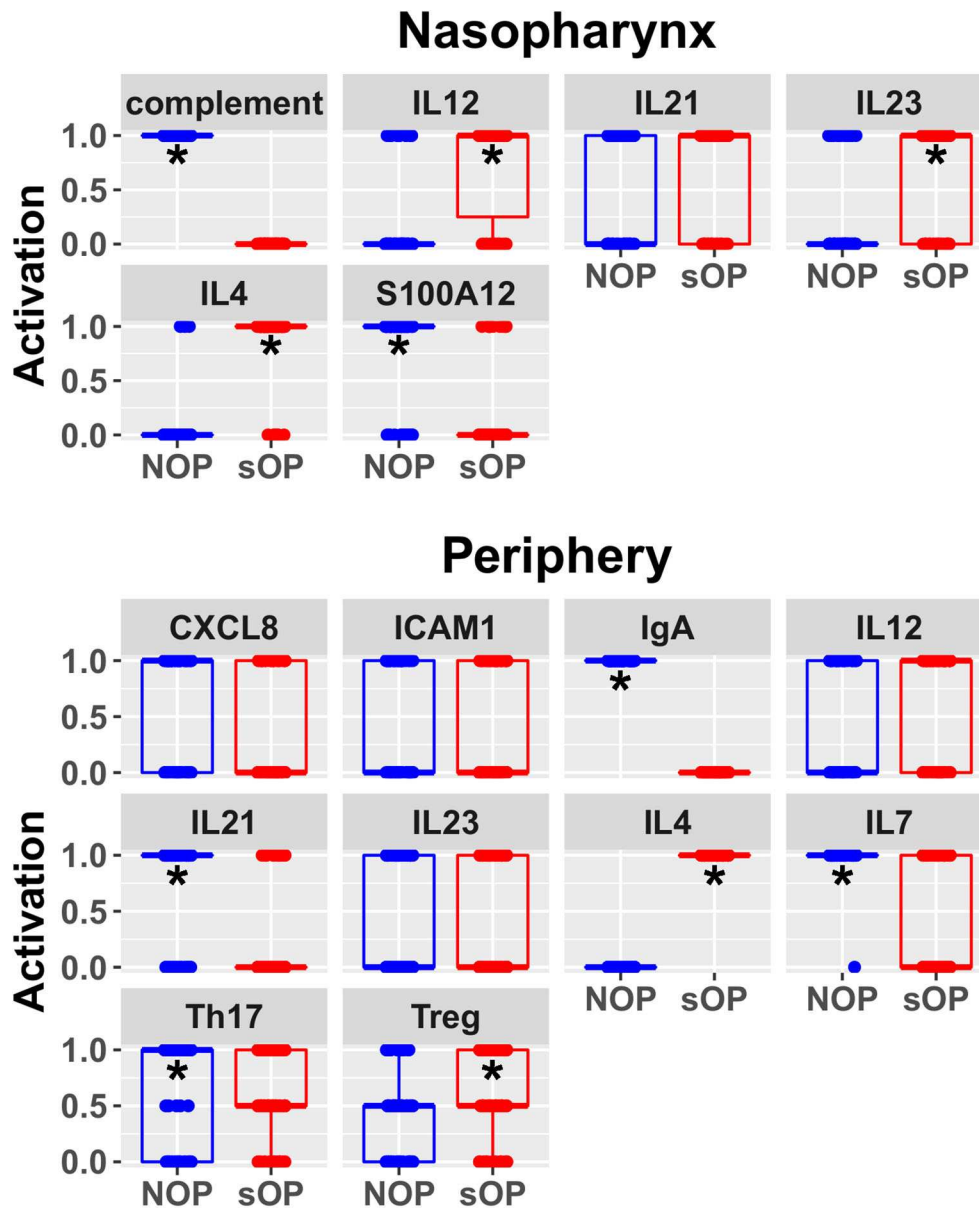 Nasopharynx
complement IL12 IL21 IL23
Activation
1.0
*
*
*
0.5
0.0
NOP sOP NOP sOP
IL4 S100A12
1.0
*
*
0.5
0.0
NOP sOP NOP sOP
Periphery
CXCL8 ICAM1 IgA IL12
Activation
1.0
*
0.5
0.0
IL21 IL23 IL4 IL7
1.0
*
*
*
0.5
0.0
NOP sOP NOP sOP
Th17 Treg
1.0
*
*
0.5
0.0
NOP sOP NOP sOP